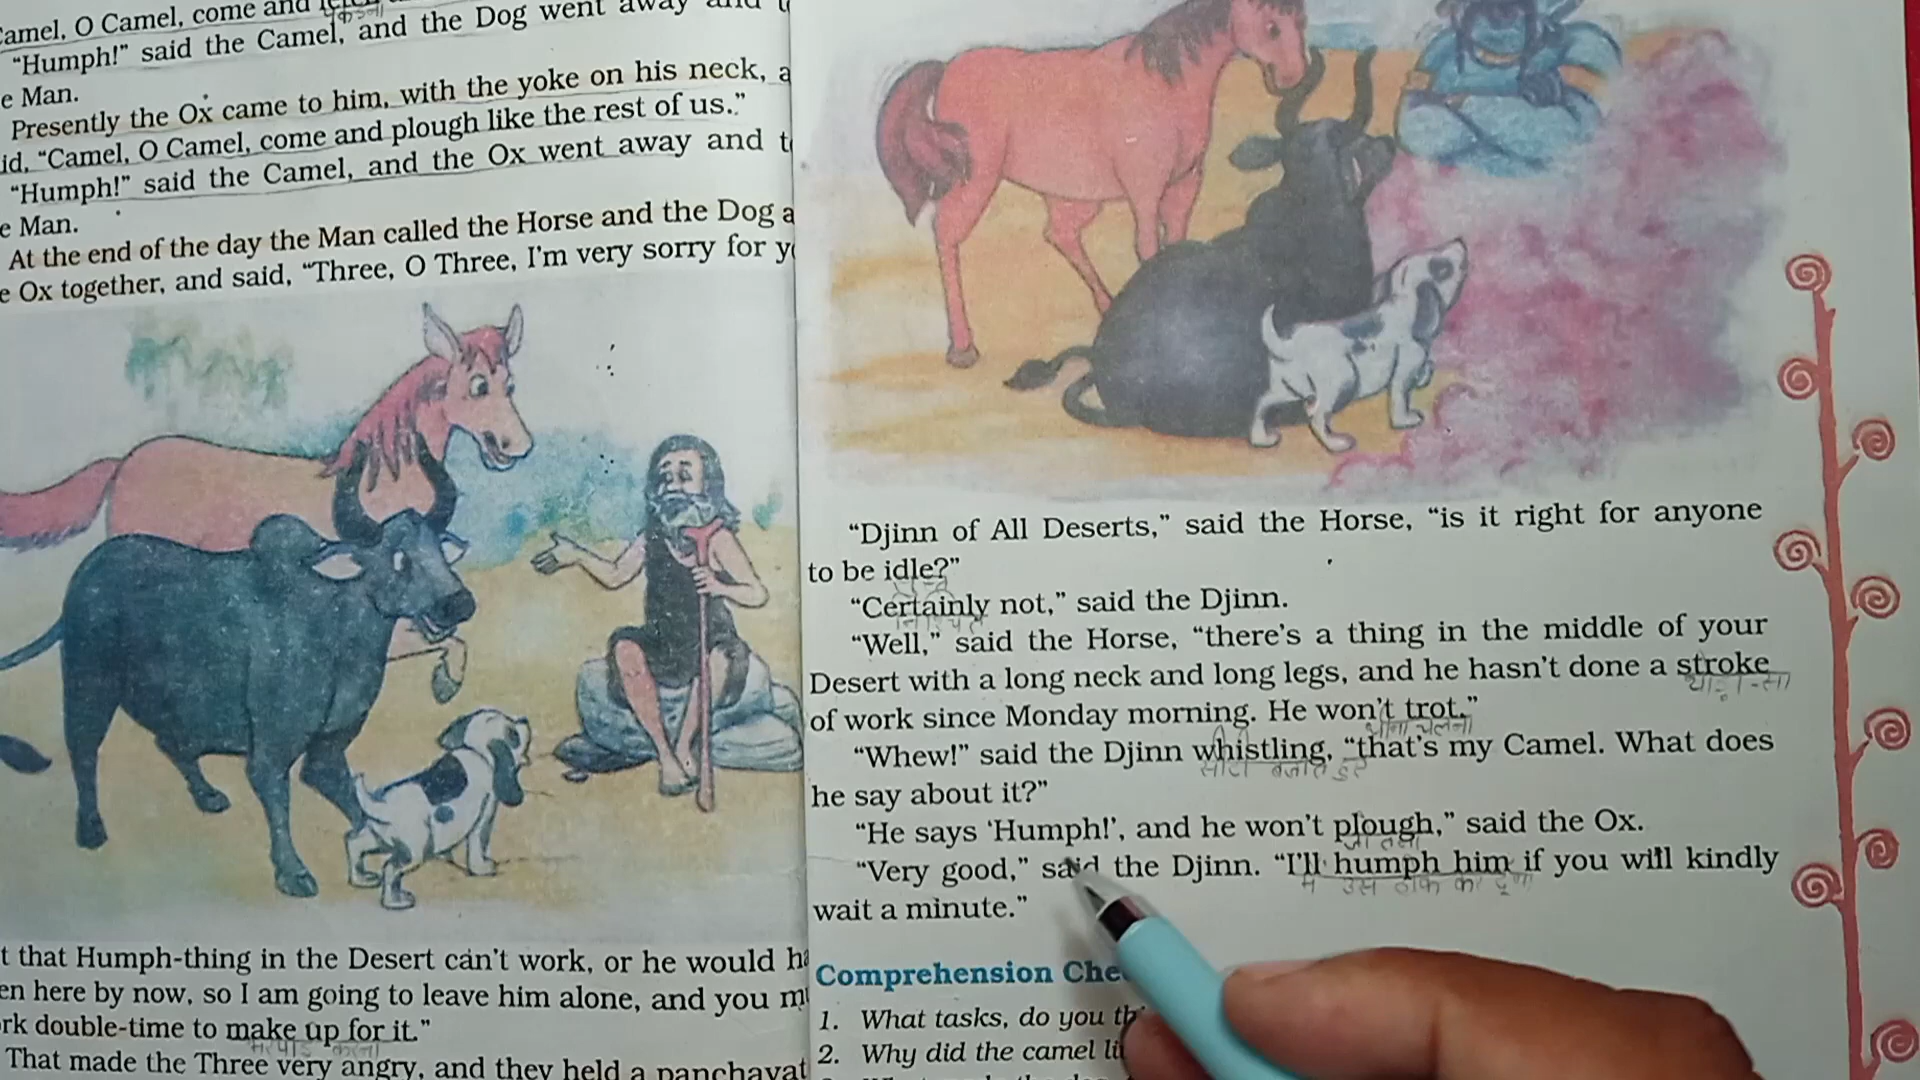 Camel, O Camel, come and
“Humph!” said the Camel, and the Dog went away and
e Man.
Presently the Ox came to him, with the yoke on his neck, a
id, “Camel, O Camel, come and plough like the rest of us.”
“Humph!” said the Camel, and the Ox went away and t
e Man.
At the end of the day the Man called the Horse and the Dog a
e Ox together, and said, “Three, O Three, I'm very sorry for y
t that Humph-thing in the Desert can't work, or he would ha
en here by now, so I am going to leave him alone, and you m
rk double-time to make up for it.”
That made the Three very angry, and they held a panchayat
“Djinn of All Deserts,” said the Horse, “is it right for anyone
to be idle?”
“Certainly not,” said the Djinn.
“Well,” said the Horse, “there's a thing in the middle of your
Desert with a long neck and long legs, and he hasn't done a stroke
of work since Monday morning. He won't trot.”
“Whew!” said the Djinn whistling, “that's my Camel. What does
he say about it?”
“He says ‘Humph!’, and he won't plough,” said the Ox.
“Very good,” said the Djinn. “I'll humph him if you will kindly
wait a minute.”
Comprehension Che
1. What tasks, do you th
2. Why did the camel li